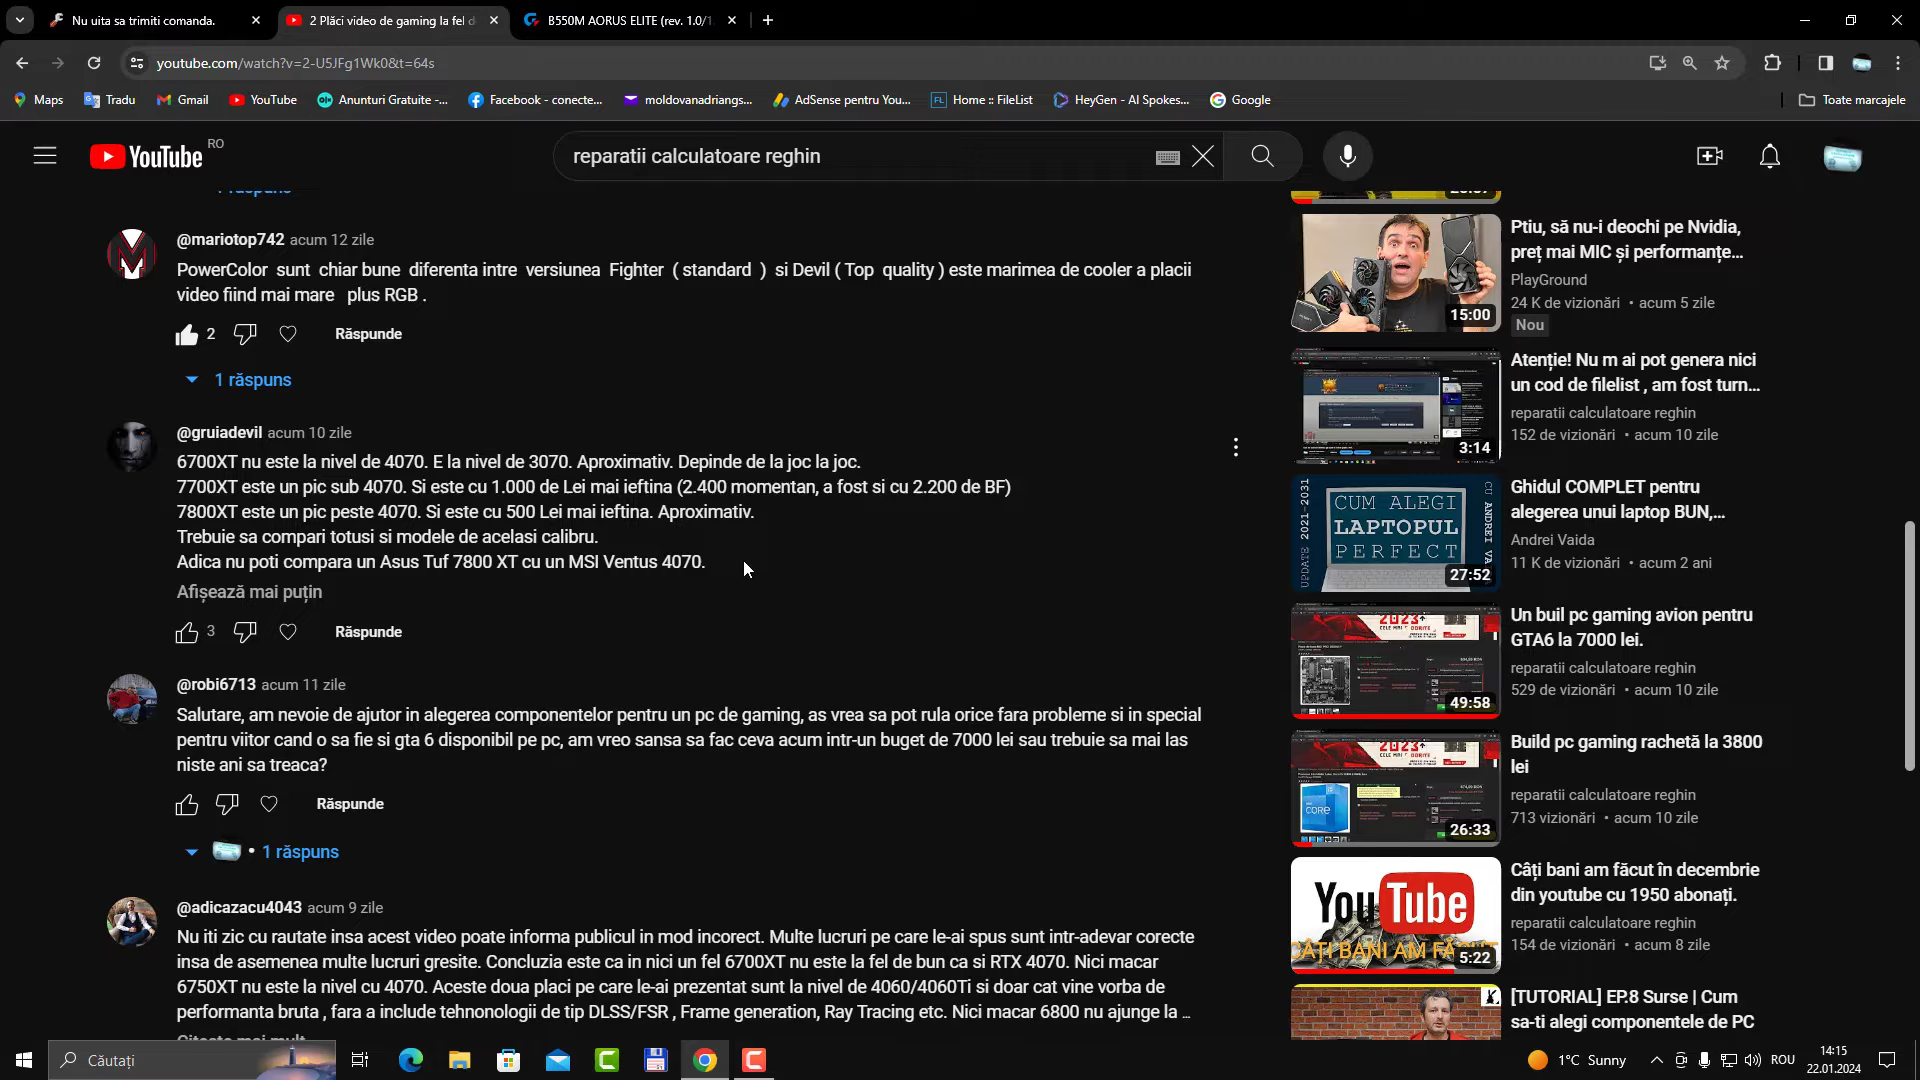 Nu uita sa trimiti comanda.
2 Plăci video de gaming la fel d
B550M AORUS ELITE (rev. 1.0/1
youtube.com/watch?v=2-U5JFg1Wk0&t=64s
Maps
Tradu
Gmail
YouTube
Anunturi Gratuite -...
Facebook - conecte...
moldovanadriangs...
AdSense pentru You...
Home :: FileList
HeyGen - AI Spokes...
Google
Toate marcajele
YouTube RO
reparatii calculatoare reghin
@mariotop742 acum 12 zile
PowerColor sunt chiar bune diferenta intre versiunea Fighter ( standard ) si Devil ( Top quality ) este marimea de cooler a placii
video fiind mai mare plus RGB .
2
Răspunde
1 răspuns
@gruiadevil acum 10 zile
6700XT nu este la nivel de 4070. E la nivel de 3070. Aproximativ. Depinde de la joc la joc.
7700XT este un pic sub 4070. Si este cu 1.000 de Lei mai ieftina (2.400 momentan, a fost si cu 2.200 de BF)
7800XT este un pic peste 4070. Si este cu 500 Lei mai ieftina. Aproximativ.
Trebuie sa compari totusi si modele de acelasi calibru.
Adica nu poti compara un Asus Tuf 7800 XT cu un MSI Ventus 4070.
Afișează mai puțin
3
Răspunde
@robi6713 acum 11 zile
Salutare, am nevoie de ajutor in alegerea componentelor pentru un pc de gaming, as vrea sa pot rula orice fara probleme si in special
pentru viitor cand o sa fie si gta 6 disponibil pe pc, am vreo sansa sa fac ceva acum intr-un buget de 7000 lei sau trebuie sa mai las
niste ani sa treaca?
Răspunde
• 1 răspuns
@adicazacu4043 acum 9 zile
Nu iti zic cu rautate insa acest video poate informa publicul in mod incorect. Multe lucruri pe care le-ai spus sunt intr-adevar corecte
insa de asemenea multe lucruri gresite. Concluzia este ca in nici un fel 6700XT nu este la fel de bun ca si RTX 4070. Nici macar
6750XT nu este la nivel cu 4070. Aceste doua placi pe care le-ai prezentat sunt la nivel de 4060/4060Ti si doar cat vine vorba de
performanta bruta , fara a include tehnonologii de tip DLSS/FSR , Frame generation, Ray Tracing etc. Nici macar 6800 nu ajunge la ...
Ptiu, să nu-i deochi pe Nvidia,
preț mai MIC și performanțe...
PlayGround
24 K de vizionări • acum 5 zile
Nou
15:00
Atenție! Nu m ai pot genera nici
un cod de filelist , am fost turn...
reparatii calculatoare reghin
152 de vizionări • acum 10 zile
3:14
CUM ALEGI
LAPTOPUL
PERFECT
UPDATE 2021-2031
27:52
Ghidul COMPLET pentru
alegerea unui laptop BUN,...
Andrei Vaida
11 K de vizionări • acum 2 ani
2023
49:58
Un buil pc gaming avion pentru
GTA6 la 7000 lei.
reparatii calculatoare reghin
529 de vizionări • acum 10 zile
2023
CORE
26:33
Build pc gaming rachetă la 3800
lei
reparatii calculatoare reghin
713 vizionări • acum 10 zile
YouTube
5:22
Câți bani am făcut în decembrie
din youtube cu 1950 abonați.
reparatii calculatoare reghin
154 de vizionări • acum 8 zile
[TUTORIAL] EP.8 Surse | Cum
sa-ti alegi componentele de PC
Căutați
1°C Sunny
ROU
14:15
22.01.2024